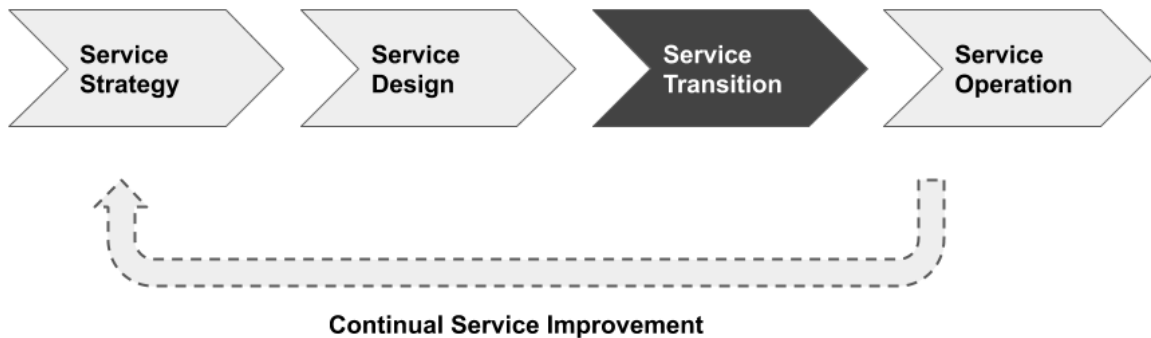 Service
Strategy
Service
Design
Service
Transition
Service
Operation
Continual Service Improvement